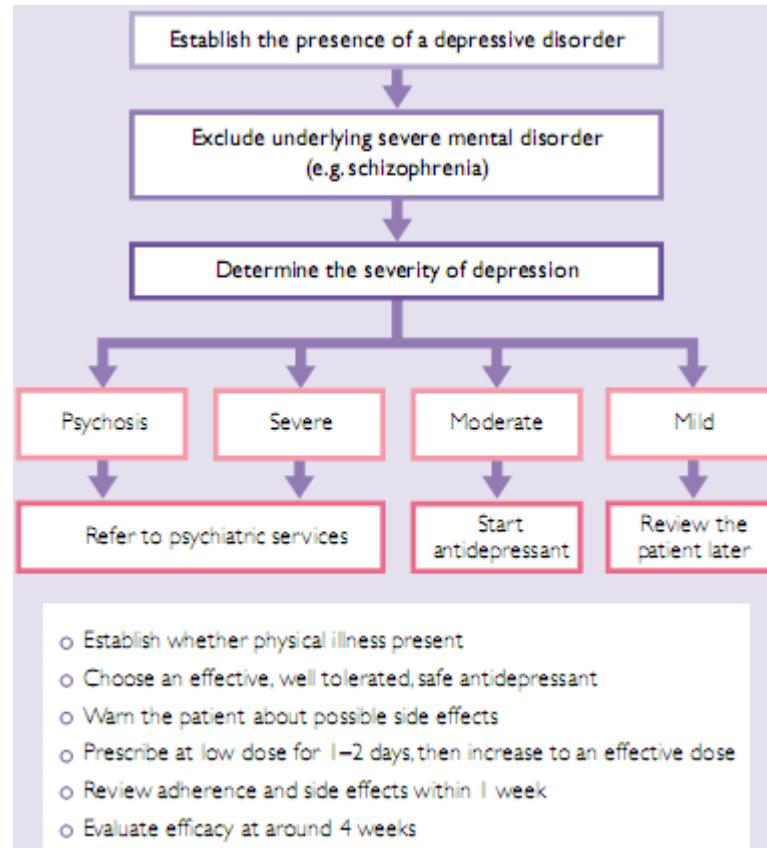 Establish the presence of a depressive disorder
Exclude underlying severe mental disorder
(e.g. schizophrenia)
Determine the severity of depression
Psychosis
Severe
Moderate
Mild
Refer to psychiatric services
Start
antidepressant
Review the
patient later
Establish whether physical illness present
Choose an effective, well tolerated, safe antidepressant
Warn the patient about possible side effects
Prescribe at low dose for 1–2 days, then increase to an effective dose
Review adherence and side effects within 1 week
Evaluate efficacy at around 4 weeks